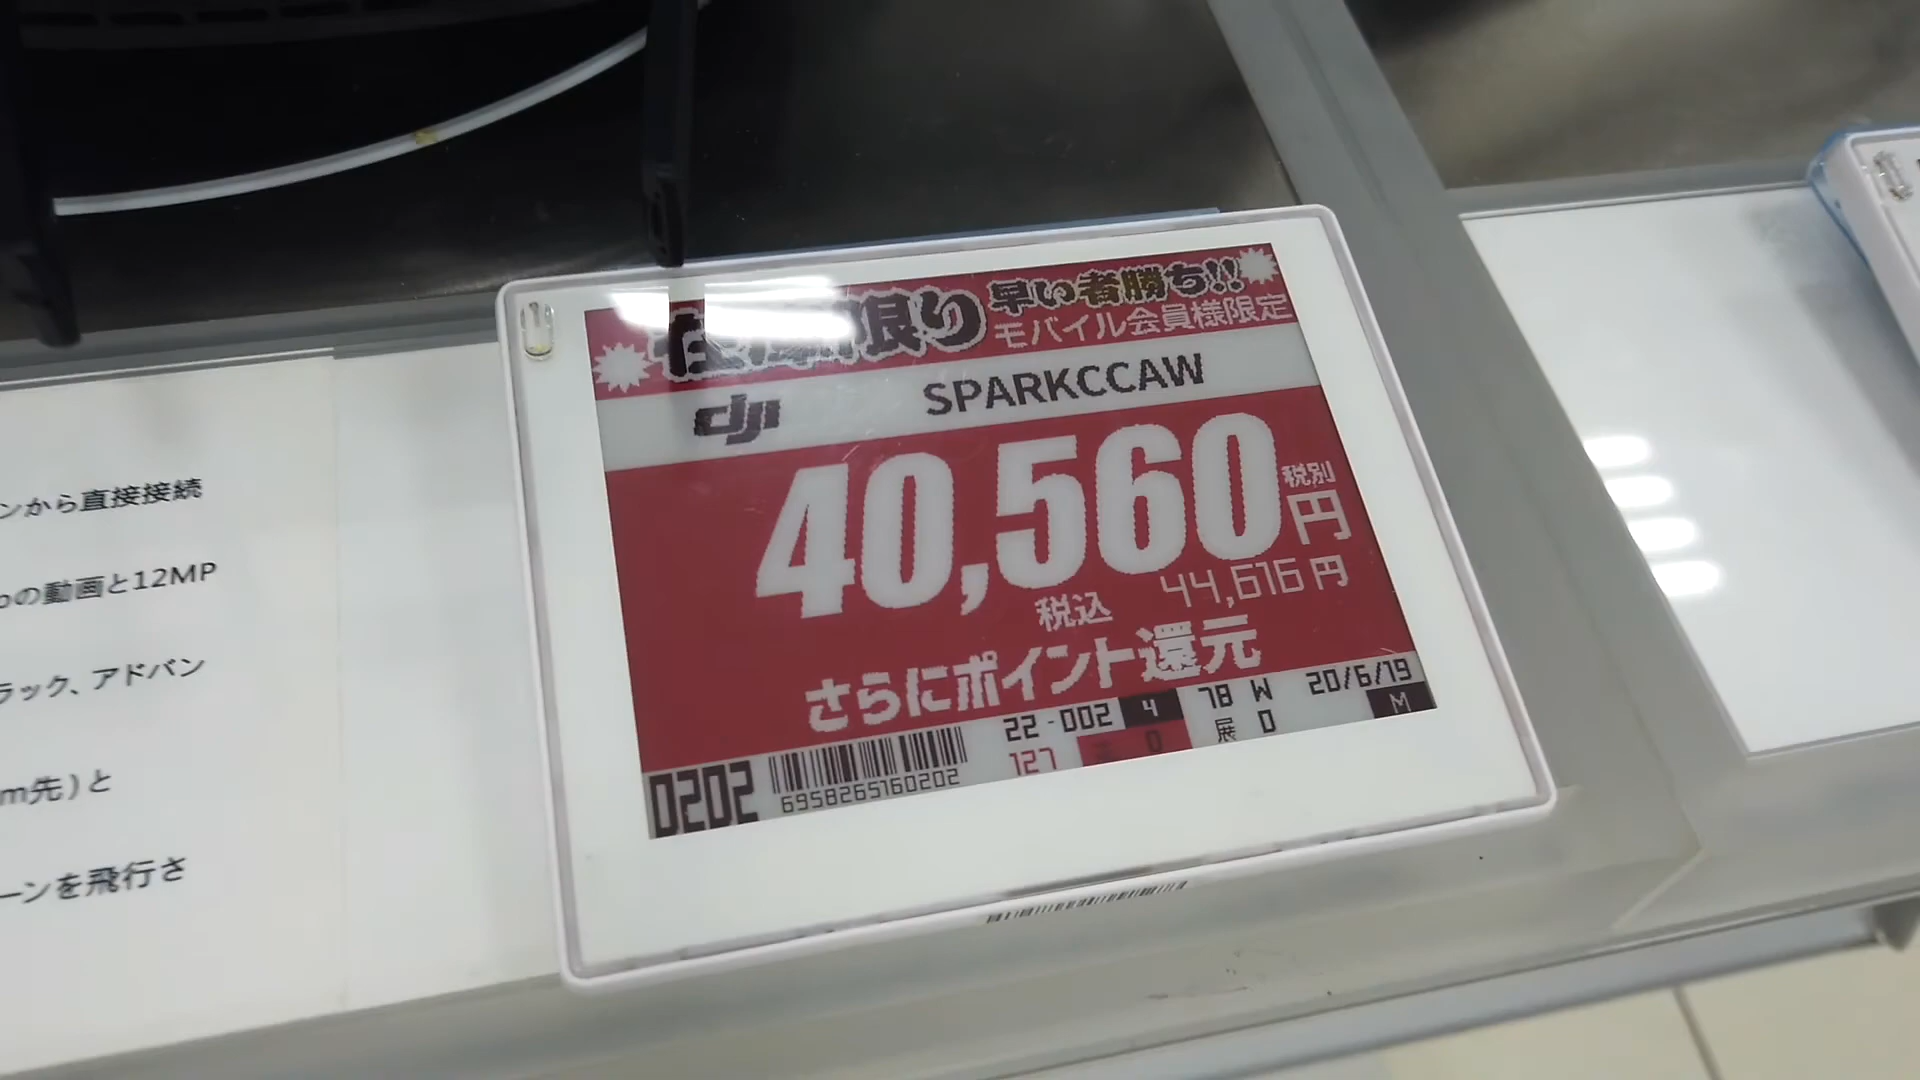 限り 早い者勝ち!!
モバイル会員様限定
dji SPARKCCAW
40,560 税別 円
税込 44,616円
さらにポイント還元
22-002 4 78 W 20/6/19
127 0 展 0 M
0202 6958265160202
ンから直接接続
の動画と12MP
ラック、アドバン
m先)と
ーンを飛行さ